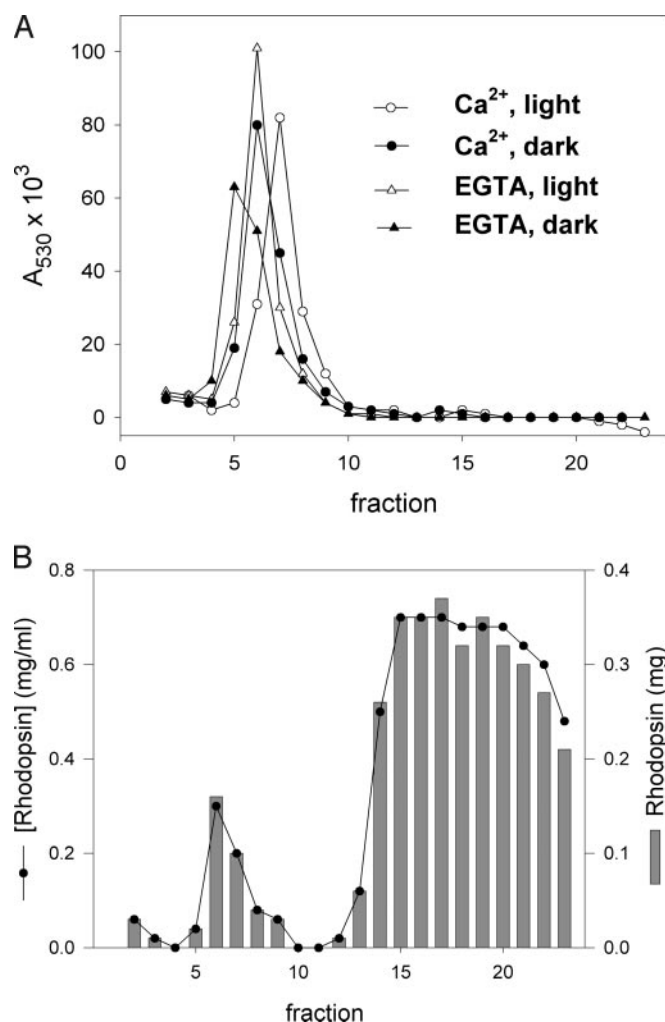 A
A₅₃₀ x 10³
100
80
60
40
20
0
Ca²⁺, light
Ca²⁺, dark
EGTA, light
EGTA, dark
0 5 10 15 20
fraction
B
[Rhodopsin] (mg/ml)
0.8
0.6
0.4
0.2
0.0
0.4
0.3
0.2
0.1
0.0
Rhodopsin (mg)
5 10 15 20
fraction